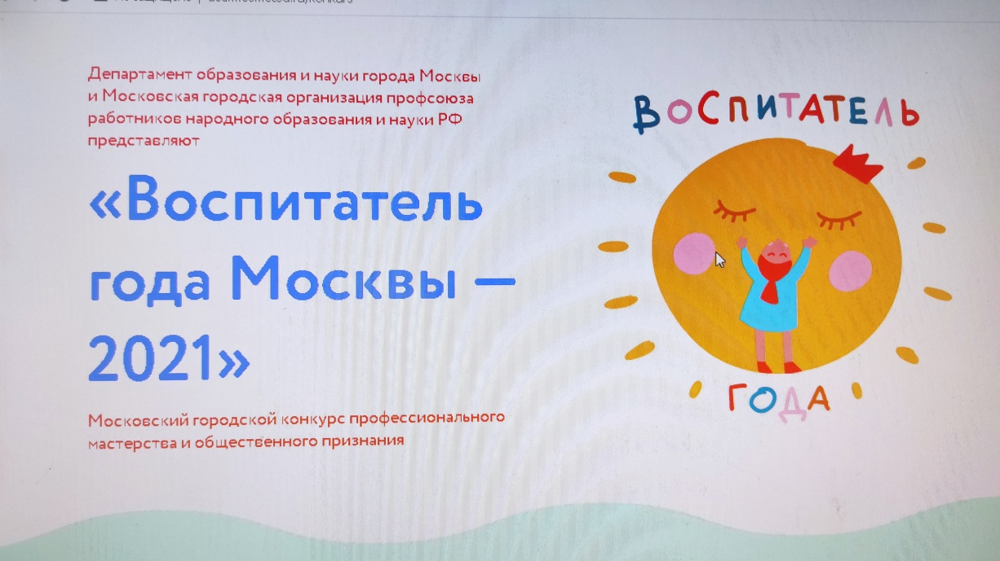 Департамент образования и науки города Москвы
и Московская городская организация профсоюза
работников народного образования и науки РФ
представляют
«Воспитатель
года Москвы —
2021»
Московский городской конкурс профессионального
мастерства и общественного признания
ВОСПИТАТЕЛЬ
ГОДА